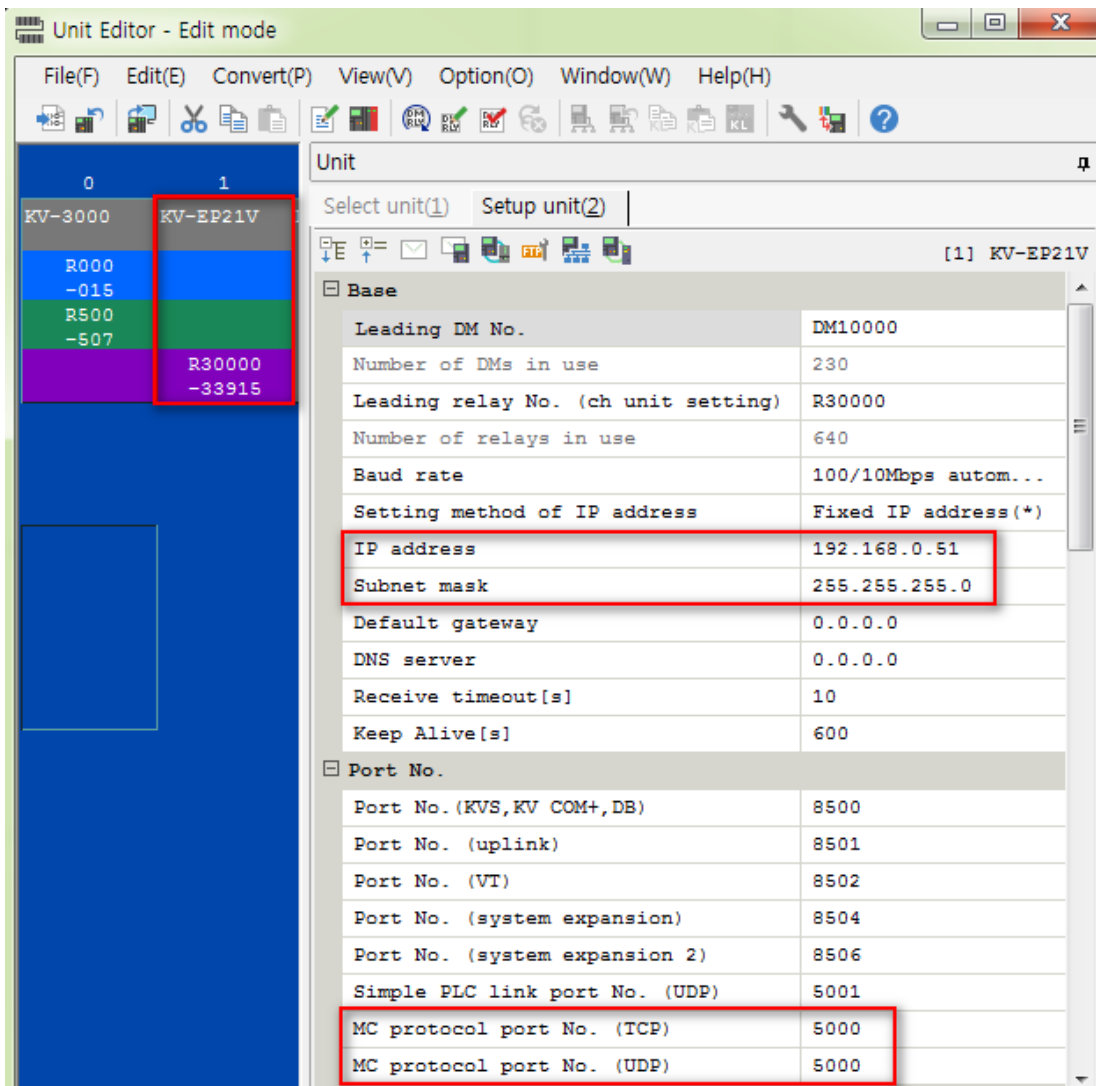 Unit Editor - Edit mode
File(F) Edit(E) Convert(P) View(V) Option(O) Window(W) Help(H)
Unit
0 1
KV-3000 KV-EP21V
R000
-015
R500
-507
R30000
-33915
Select unit(1) Setup unit(2)
[1] KV-EP21V
Base
Leading DM No. DM10000
Number of DMs in use 230
Leading relay No. (ch unit setting) R30000
Number of relays in use 640
Baud rate 100/10Mbps autom...
Setting method of IP address Fixed IP address(*)
IP address 192.168.0.51
Subnet mask 255.255.255.0
Default gateway 0.0.0.0
DNS server 0.0.0.0
Receive timeout[s] 10
Keep Alive[s] 600
Port No.
Port No.(KVS,KV COM+,DB) 8500
Port No. (uplink) 8501
Port No. (VT) 8502
Port No. (system expansion) 8504
Port No. (system expansion 2) 8506
Simple PLC link port No. (UDP) 5001
MC protocol port No. (TCP) 5000
MC protocol port No. (UDP) 5000